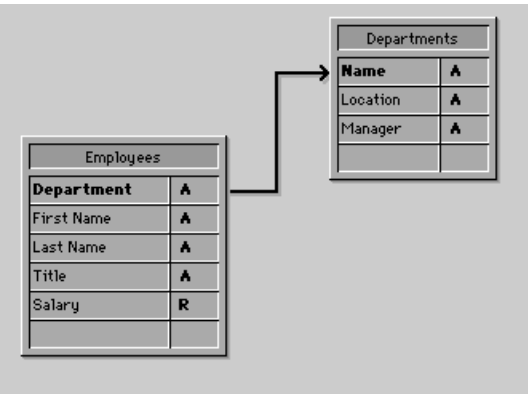 Departments
Name A
Location A
Manager A
Employees
Department A
First Name A
Last Name A
Title A
Salary R